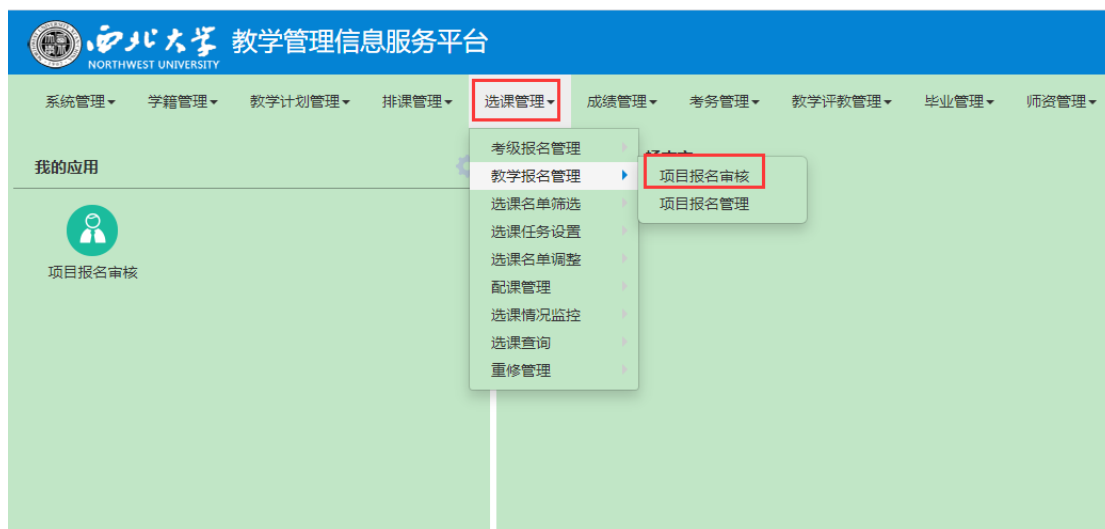 西北大学 教学管理信息服务平台
NORTHWEST UNIVERSITY
系统管理 学籍管理 教学计划管理 排课管理 选课管理 成绩管理 考务管理 教学评教管理 毕业管理 师资管理
我的应用
项目报名审核
考级报名管理
教学报名管理
选课名单筛选
选课任务设置
选课名单调整
配课管理
选课情况监控
选课查询
重修管理
项目报名审核
项目报名管理